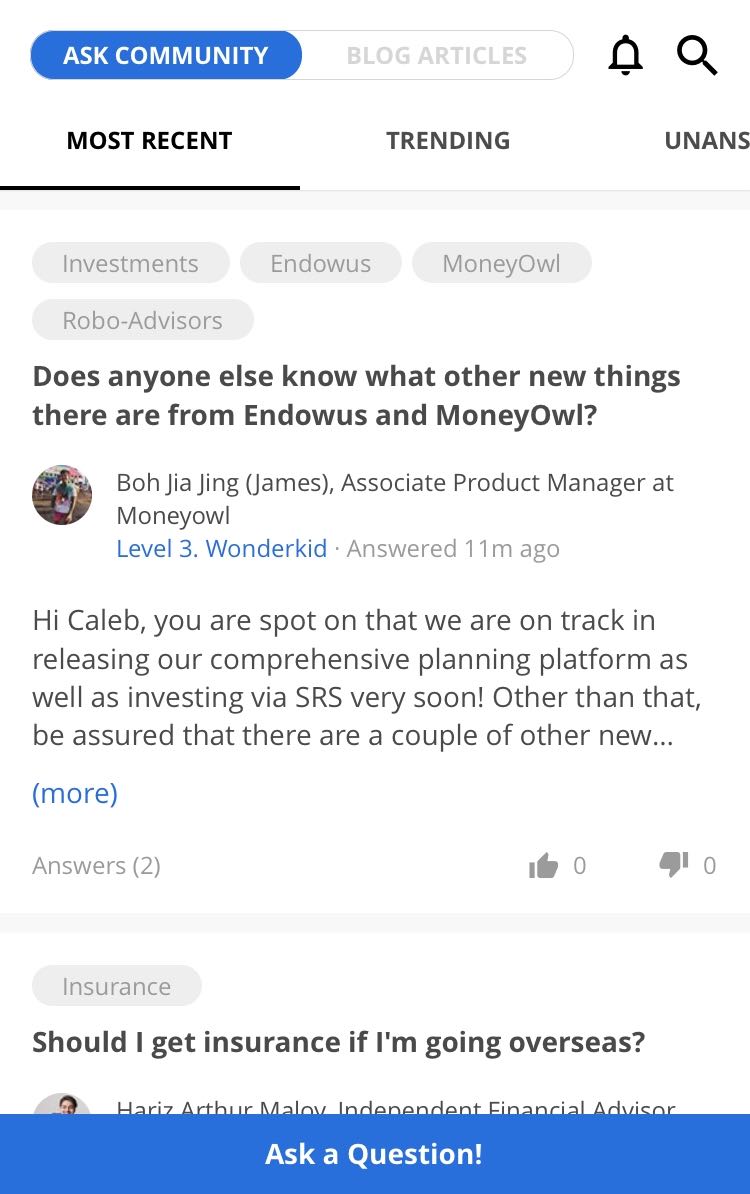 ASK COMMUNITY BLOG ARTICLES
MOST RECENT TRENDING UNANS
Investments Endowus MoneyOwl
Robo-Advisors
Does anyone else know what other new things
there are from Endowus and MoneyOwl?
Boh Jia Jing (James), Associate Product Manager at
Moneyowl
Level 3. Wonderkid · Answered 11m ago
Hi Caleb, you are spot on that we are on track in
releasing our comprehensive planning platform as
well as investing via SRS very soon! Other than that,
be assured that there are a couple of other new...
(more)
Answers (2) 0 0
Insurance
Should I get insurance if I'm going overseas?
Hariz Arthur Maloy, Independent Financial Advisor
Ask a Question!